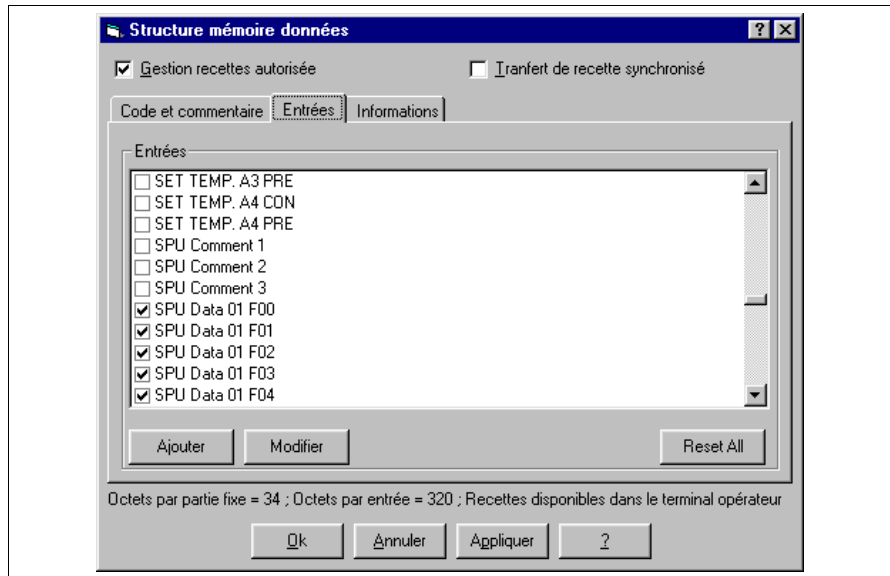 Structure mémoire données
Gestion recettes autorisée Tranfert de recette synchronisé
Code et commentaire Entrées Informations
Entrées
SET TEMP. A3 PRE
SET TEMP. A4 CON
SET TEMP. A4 PRE
SPU Comment 1
SPU Comment 2
SPU Comment 3
SPU Data 01 F00
SPU Data 01 F01
SPU Data 01 F02
SPU Data 01 F03
SPU Data 01 F04
Ajouter Modifier Reset All
Octets par partie fixe = 34 ; Octets par entrée = 320 ; Recettes disponibles dans le terminal opérateur
Ok Annuler Appliquer ?